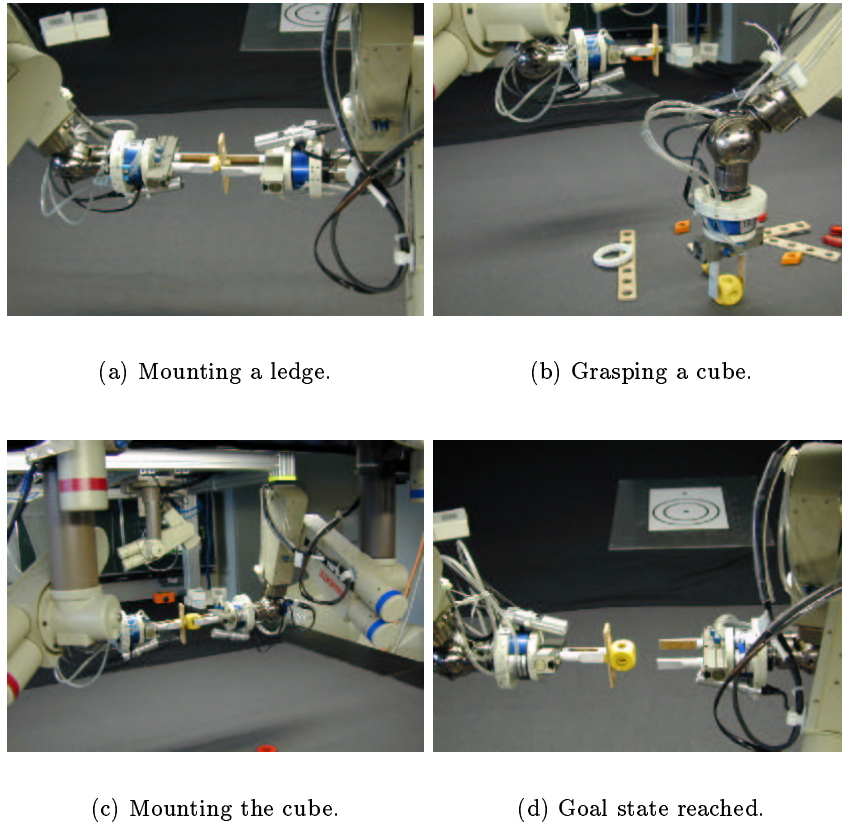 (a) Mounting a ledge.
(b) Grasping a cube.
(c) Mounting the cube.
(d) Goal state reached.